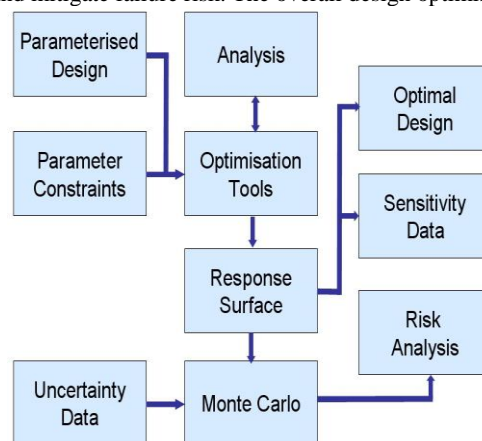 and mitigate failure risk. The overall design optimi
Parameterised
Design
Analysis
Optimal
Design
Parameter
Constraints
Optimisation
Tools
Sensitivity
Data
Response
Surface
Risk
Analysis
Uncertainty
Data
Monte Carlo